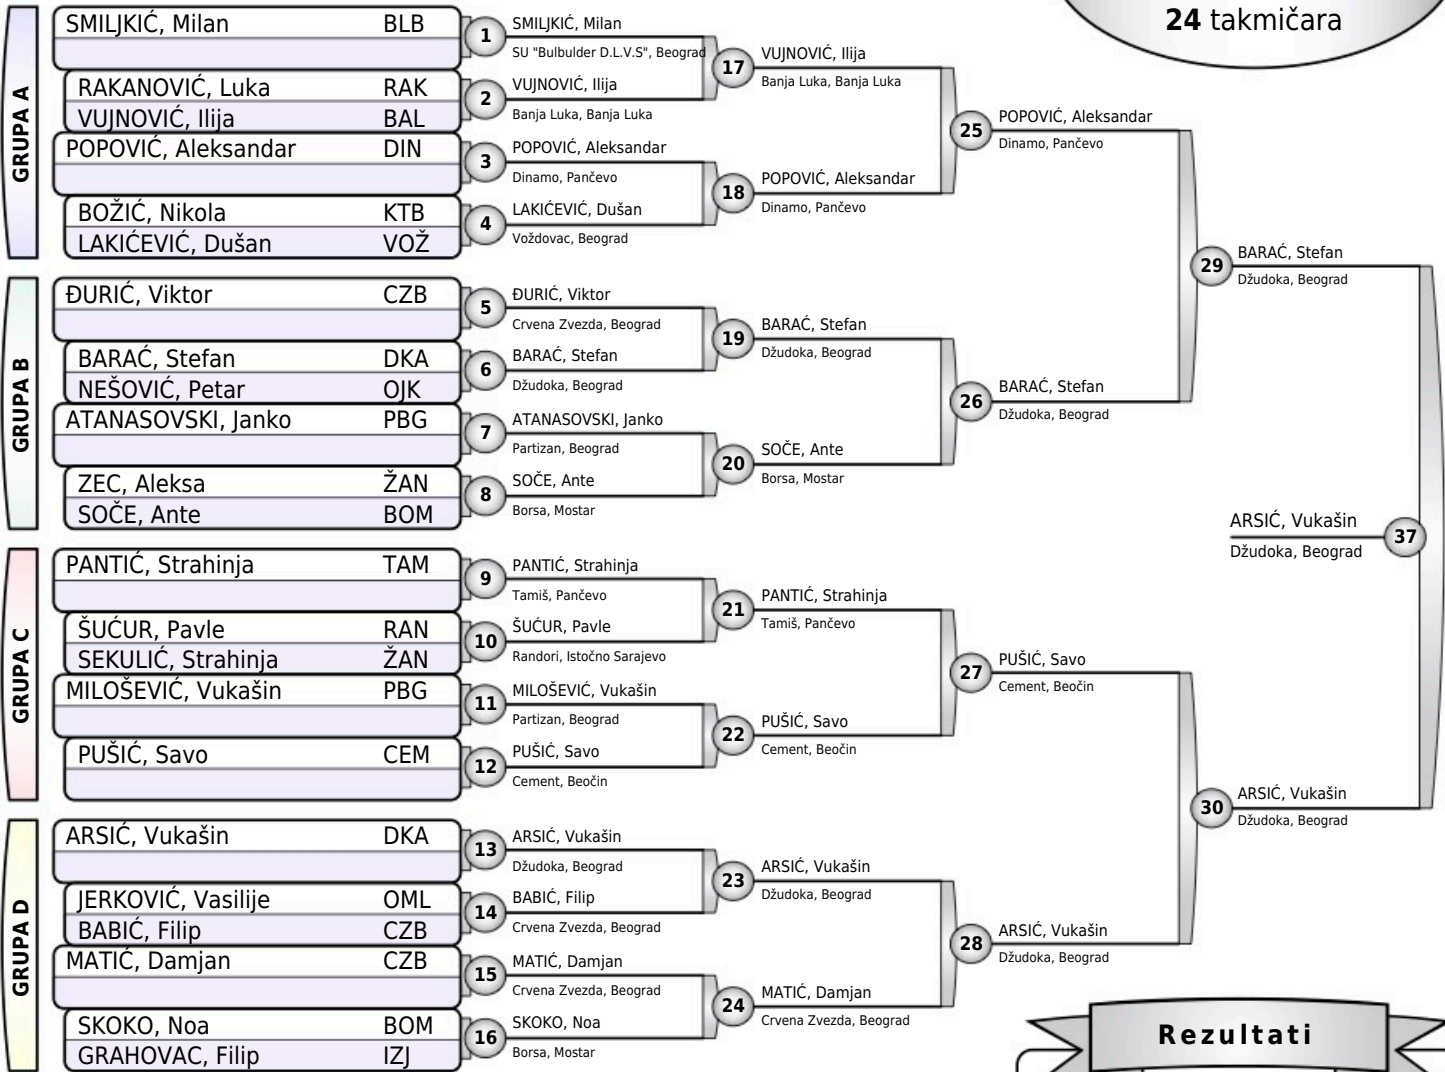 24 takmičara
GRUPA A
SMILJKIĆ, Milan BLB
RAKANOVIĆ, Luka RAK
VUJNOVIĆ, Ilija BAL
POPOVIĆ, Aleksandar DIN
BOŽIĆ, Nikola KTB
LAKIĆEVIĆ, Dušan VOŽ
GRUPA B
ĐURIĆ, Viktor CZB
BARAĆ, Stefan DKA
NEŠOVIĆ, Petar OJK
ATANASOVSKI, Janko PBG
ZEC, Aleksa ŽAN
SOČE, Ante BOM
GRUPA C
PANTIĆ, Strahinja TAM
ŠUĆUR, Pavle RAN
SEKULIĆ, Strahinja ŽAN
MILOŠEVIĆ, Vukašin PBG
PUŠIĆ, Savo CEM
GRUPA D
ARSIĆ, Vukašin DKA
JERKOVIĆ, Vasilije OML
BABIĆ, Filip CZB
MATIĆ, Damjan CZB
SKOKO, Noa BOM
GRAHOVAC, Filip IZJ
1 SMILJKIĆ, Milan
SU "Bulbulder D.L.V.S", Beograd
2 VUJNOVIĆ, Ilija
Banja Luka, Banja Luka
3 POPOVIĆ, Aleksandar
Dinamo, Pančevo
4 LAKIĆEVIĆ, Dušan
Voždovac, Beograd
5 ĐURIĆ, Viktor
Crvena Zvezda, Beograd
6 BARAĆ, Stefan
Džudoka, Beograd
7 ATANASOVSKI, Janko
Partizan, Beograd
8 SOČE, Ante
Borsa, Mostar
9 PANTIĆ, Strahinja
Tamiš, Pančevo
10 ŠUĆUR, Pavle
Randori, Istočno Sarajevo
11 MILOŠEVIĆ, Vukašin
Partizan, Beograd
12 PUŠIĆ, Savo
Cement, Beočin
13 ARSIĆ, Vukašin
Džudoka, Beograd
14 BABIĆ, Filip
Crvena Zvezda, Beograd
15 MATIĆ, Damjan
Crvena Zvezda, Beograd
16 SKOKO, Noa
Borsa, Mostar
17 VUJNOVIĆ, Ilija
Banja Luka, Banja Luka
18 POPOVIĆ, Aleksandar
Dinamo, Pančevo
19 BARAĆ, Stefan
Džudoka, Beograd
20 SOČE, Ante
Borsa, Mostar
21 PANTIĆ, Strahinja
Tamiš, Pančevo
22 PUŠIĆ, Savo
Cement, Beočin
23 ARSIĆ, Vukašin
Džudoka, Beograd
24 MATIĆ, Damjan
Crvena Zvezda, Beograd
25 POPOVIĆ, Aleksandar
Dinamo, Pančevo
26 BARAĆ, Stefan
Džudoka, Beograd
27 PUŠIĆ, Savo
Cement, Beočin
28 ARSIĆ, Vukašin
Džudoka, Beograd
29 BARAĆ, Stefan
Džudoka, Beograd
30 ARSIĆ, Vukašin
Džudoka, Beograd
ARSIĆ, Vukašin 37
Džudoka, Beograd
Rezultati